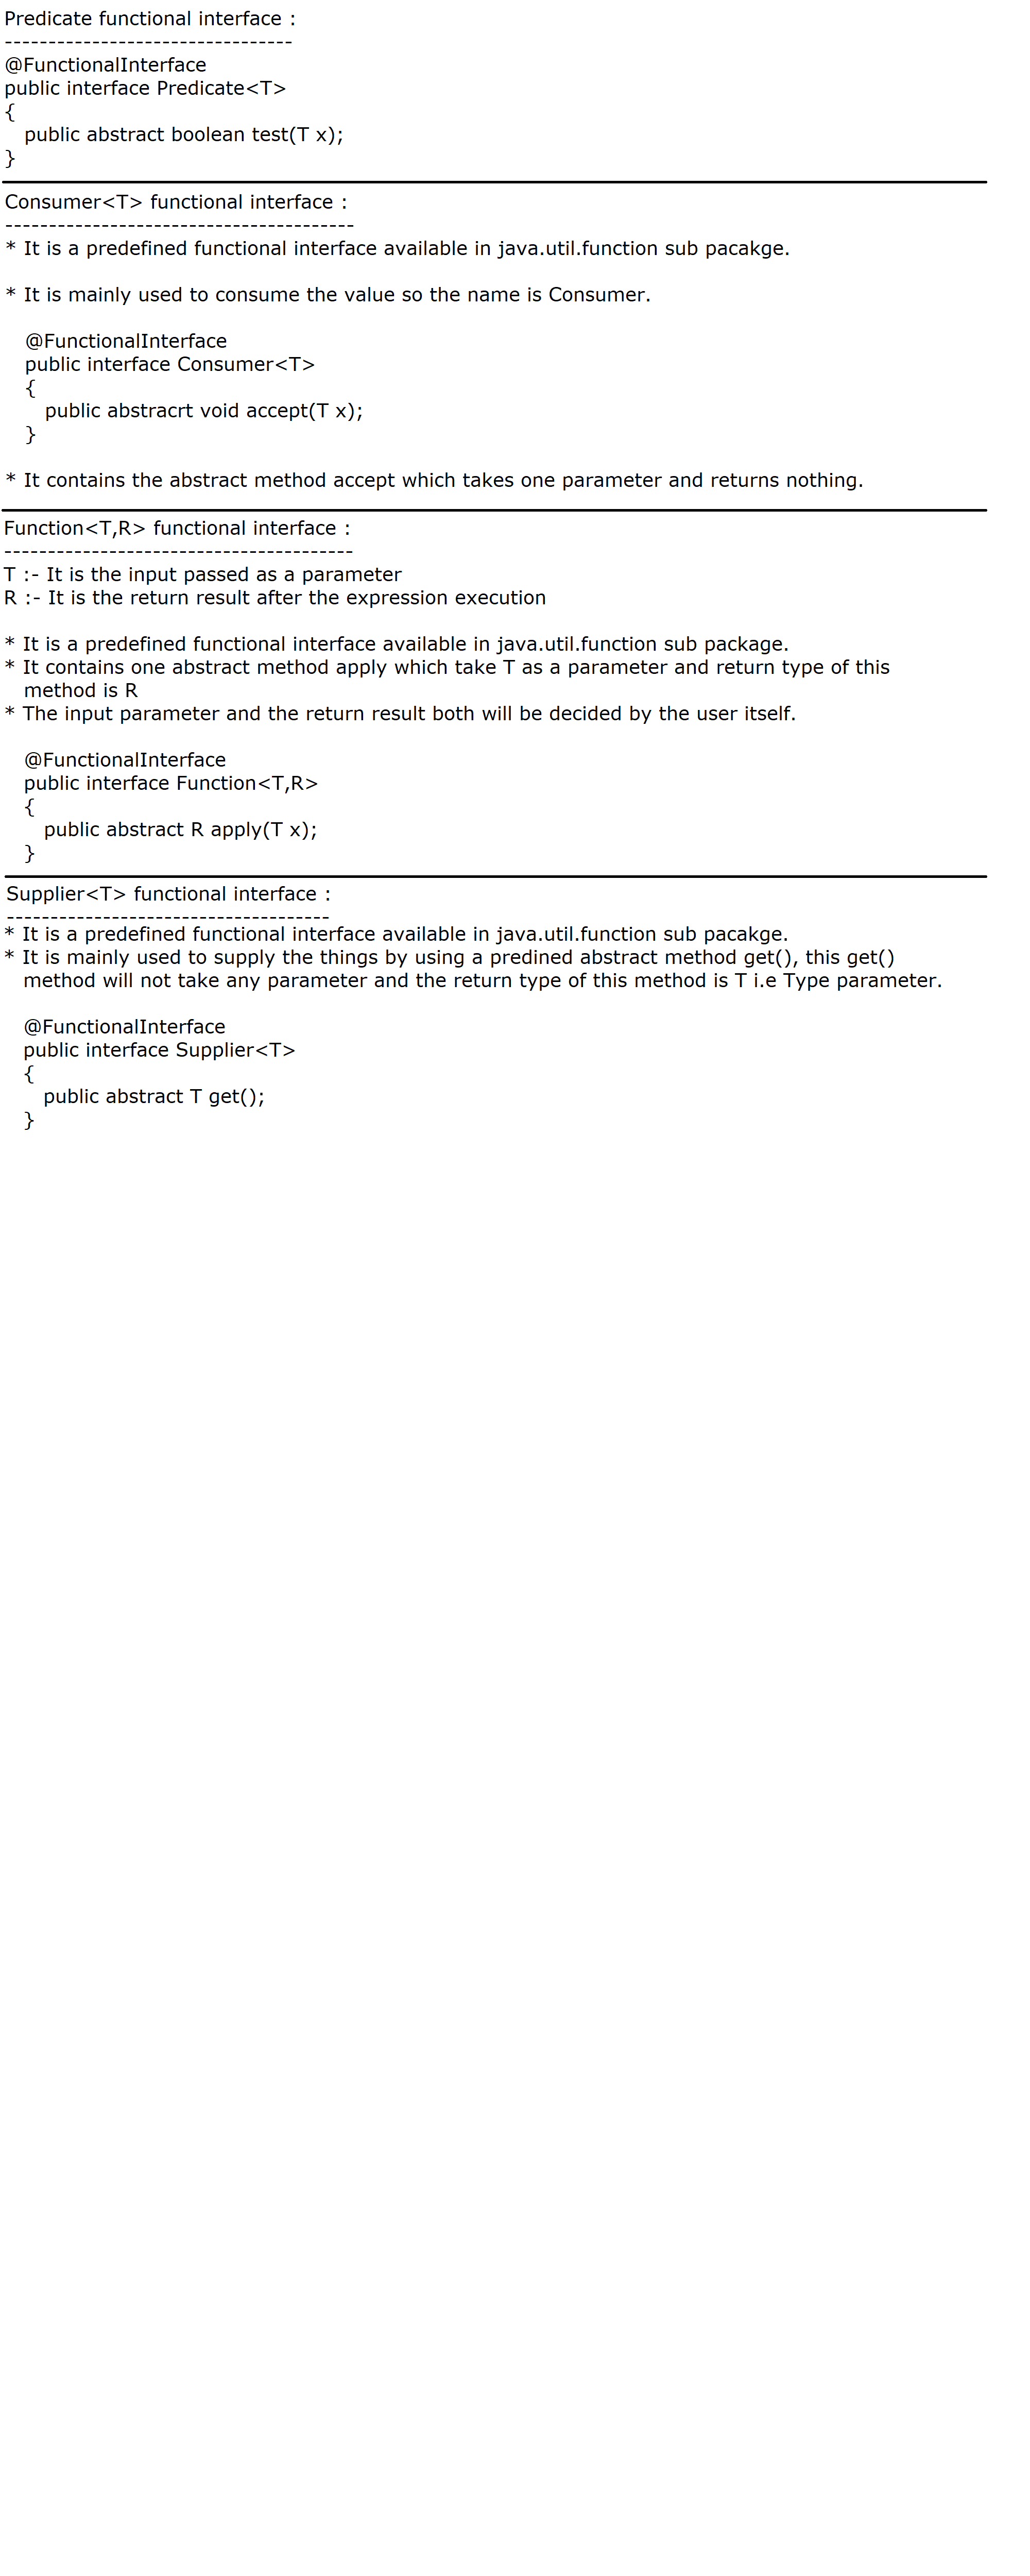 Predicate functional interface :
---------------------------------
@FunctionalInterface
public interface Predicate<T>
{
public abstract boolean test(T x);
}
Consumer<T> functional interface :
----------------------------------------
* It is a predefined functional interface available in java.util.function sub pacakge.
* It is mainly used to consume the value so the name is Consumer.
@FunctionalInterface
public interface Consumer<T>
{
public abstracrt void accept(T x);
}
* It contains the abstract method accept which takes one parameter and returns nothing.
Function<T,R> functional interface :
----------------------------------------
T :- It is the input passed as a parameter
R :- It is the return result after the expression execution
* It is a predefined functional interface available in java.util.function sub package.
* It contains one abstract method apply which take T as a parameter and return type of this
method is R
* The input parameter and the return result both will be decided by the user itself.
@FunctionalInterface
public interface Function<T,R>
{
public abstract R apply(T x);
}
Supplier<T> functional interface :
-------------------------------------
* It is a predefined functional interface available in java.util.function sub pacakge.
* It is mainly used to supply the things by using a predined abstract method get(), this get()
method will not take any parameter and the return type of this method is T i.e Type parameter.
@FunctionalInterface
public interface Supplier<T>
{
public abstract T get();
}